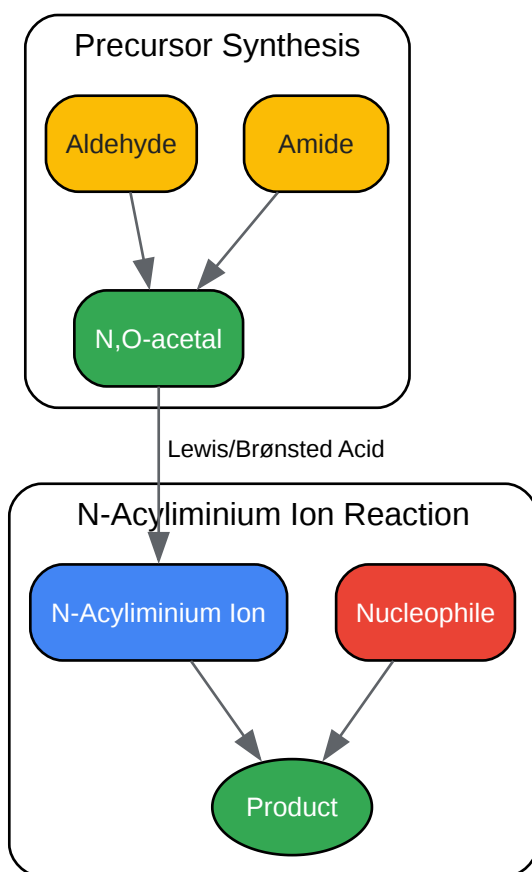 Precursor Synthesis
Aldehyde
Amide
N,O-acetal
Lewis/Brønsted Acid
N-Acyliminium Ion Reaction
N-Acyliminium Ion
Nucleophile
Product